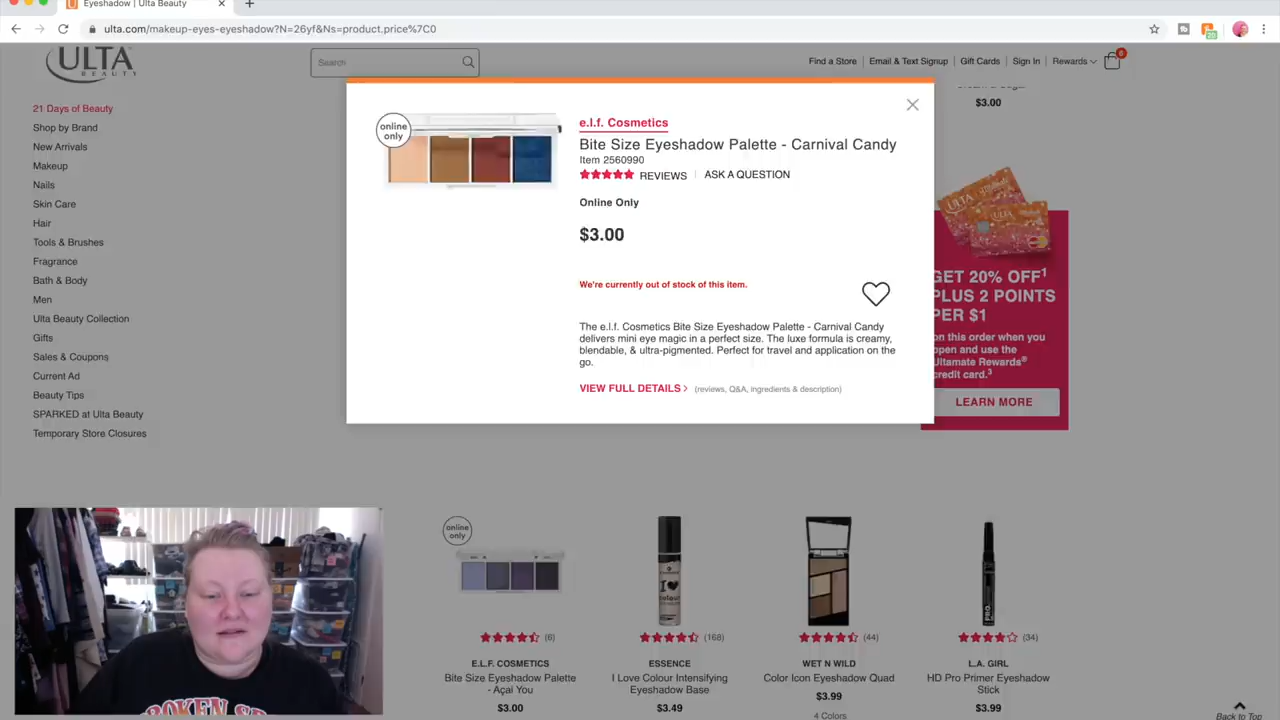 Eyeshadow | Ulta Beauty
ulta.com/makeup-eyes-eyeshadow?N=26yf&Ns=product.price%7C0
20
ULTA
BEAUTY
Search
Find a Store
Email & Text Signup
Gift Cards
Sign In
Rewards
0
21 Days of Beauty
Shop by Brand
New Arrivals
Makeup
Nails
Skin Care
Hair
Tools & Brushes
Fragrance
Bath & Body
Men
Ulta Beauty Collection
Gifts
Sales & Coupons
Current Ad
Beauty Tips
SPARKED at Ulta Beauty
Temporary Store Closures
$3.00
online
only
e.l.f. Cosmetics
Bite Size Eyeshadow Palette - Carnival Candy
Item 2560990
REVIEWS
ASK A QUESTION
Online Only
$3.00
We're currently out of stock of this item.
The e.l.f. Cosmetics Bite Size Eyeshadow Palette - Carnival Candy
delivers mini eye magic in a perfect size. The luxe formula is creamy,
blendable, & ultra-pigmented. Perfect for travel and application on the
go.
VIEW FULL DETAILS > (reviews, Q&A, ingredients & description)
ULTA
GET 20% OFF1
PLUS 2 POINTS
PER $1
on this order when you
open and use the
Ultamate Rewards®
credit card.3
LEARN MORE
online
only
(6)
E.L.F. COSMETICS
Bite Size Eyeshadow Palette
- Açai You
$3.00
I ♥
colour
(168)
ESSENCE
I Love Colour Intensifying
Eyeshadow Base
$3.49
(44)
WET N WILD
Color Icon Eyeshadow Quad
$3.99
4 Colors
PRO.
(34)
L.A. GIRL
HD Pro Primer Eyeshadow
Stick
$3.99
Back to Top